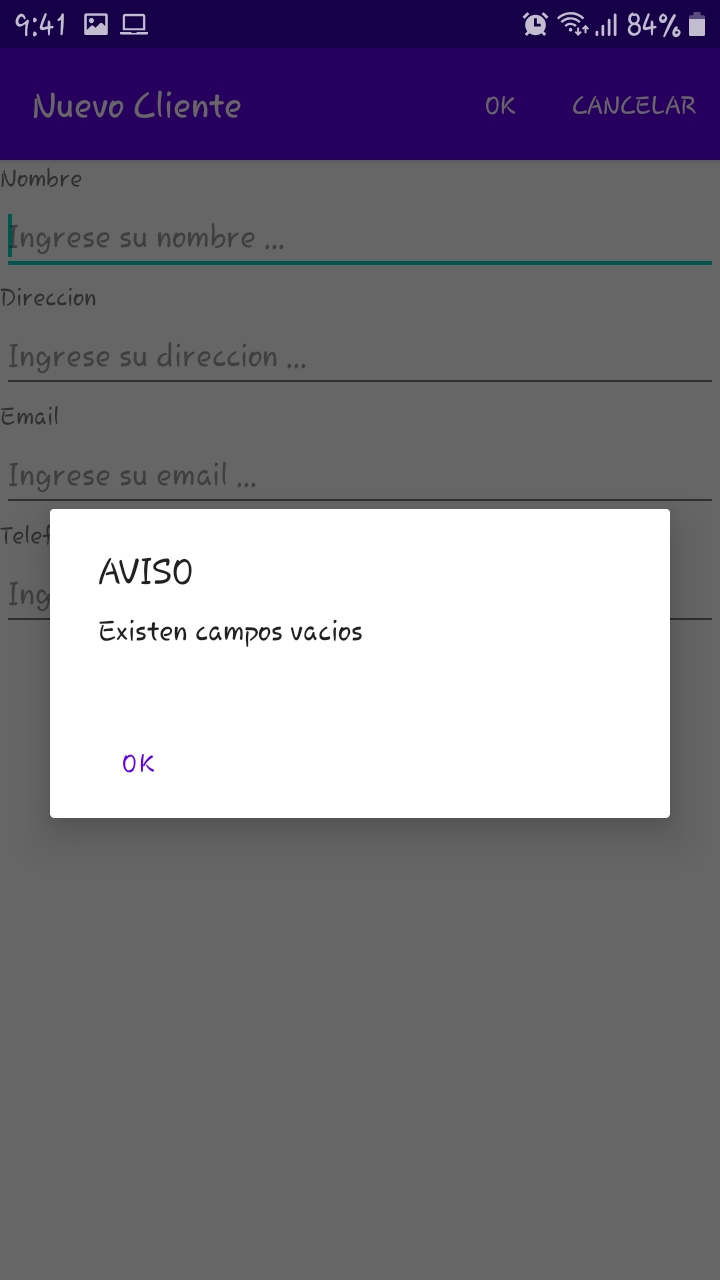 9:41 84%
Nuevo Cliente OK CANCELAR
Nombre
Ingrese su nombre ...
Direccion
Ingrese su direccion ...
Email
Ingrese su email ...
Telef
Ing
AVISO
Existen campos vacios
OK